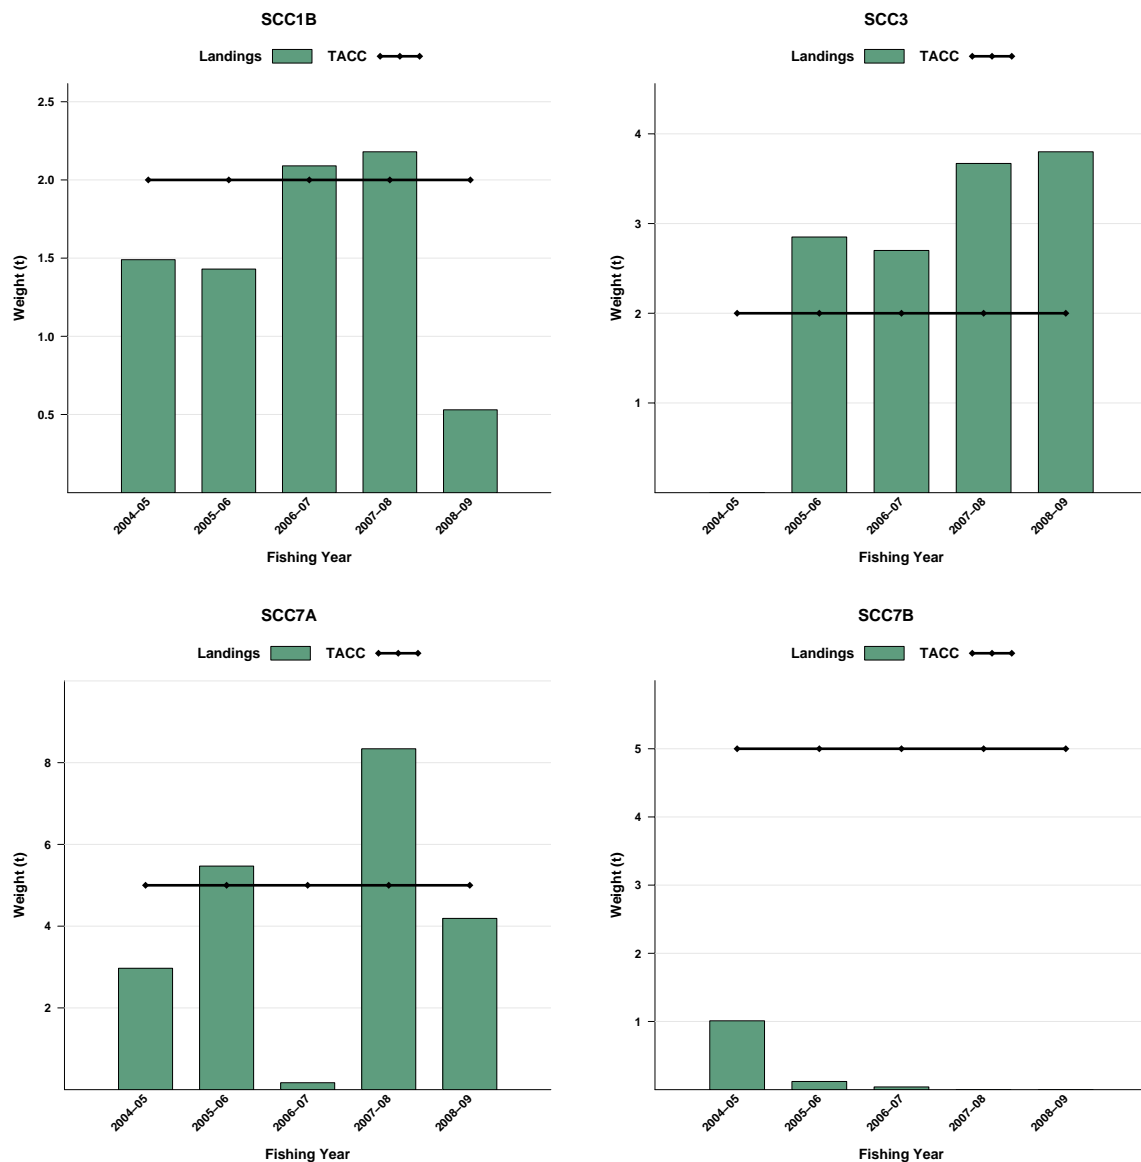 SCC1B
Landings TACC
2.5
2.0
1.5
1.0
0.5
Weight (t)
2004–05 2005–06 2006–07 2007–08 2008–09
Fishing Year
SCC3
Landings TACC
4
3
2
1
Weight (t)
2004–05 2005–06 2006–07 2007–08 2008–09
Fishing Year
SCC7A
Landings TACC
8
6
4
2
Weight (t)
2004–05 2005–06 2006–07 2007–08 2008–09
Fishing Year
SCC7B
Landings TACC
5
4
3
2
1
Weight (t)
2004–05 2005–06 2006–07 2007–08 2008–09
Fishing Year